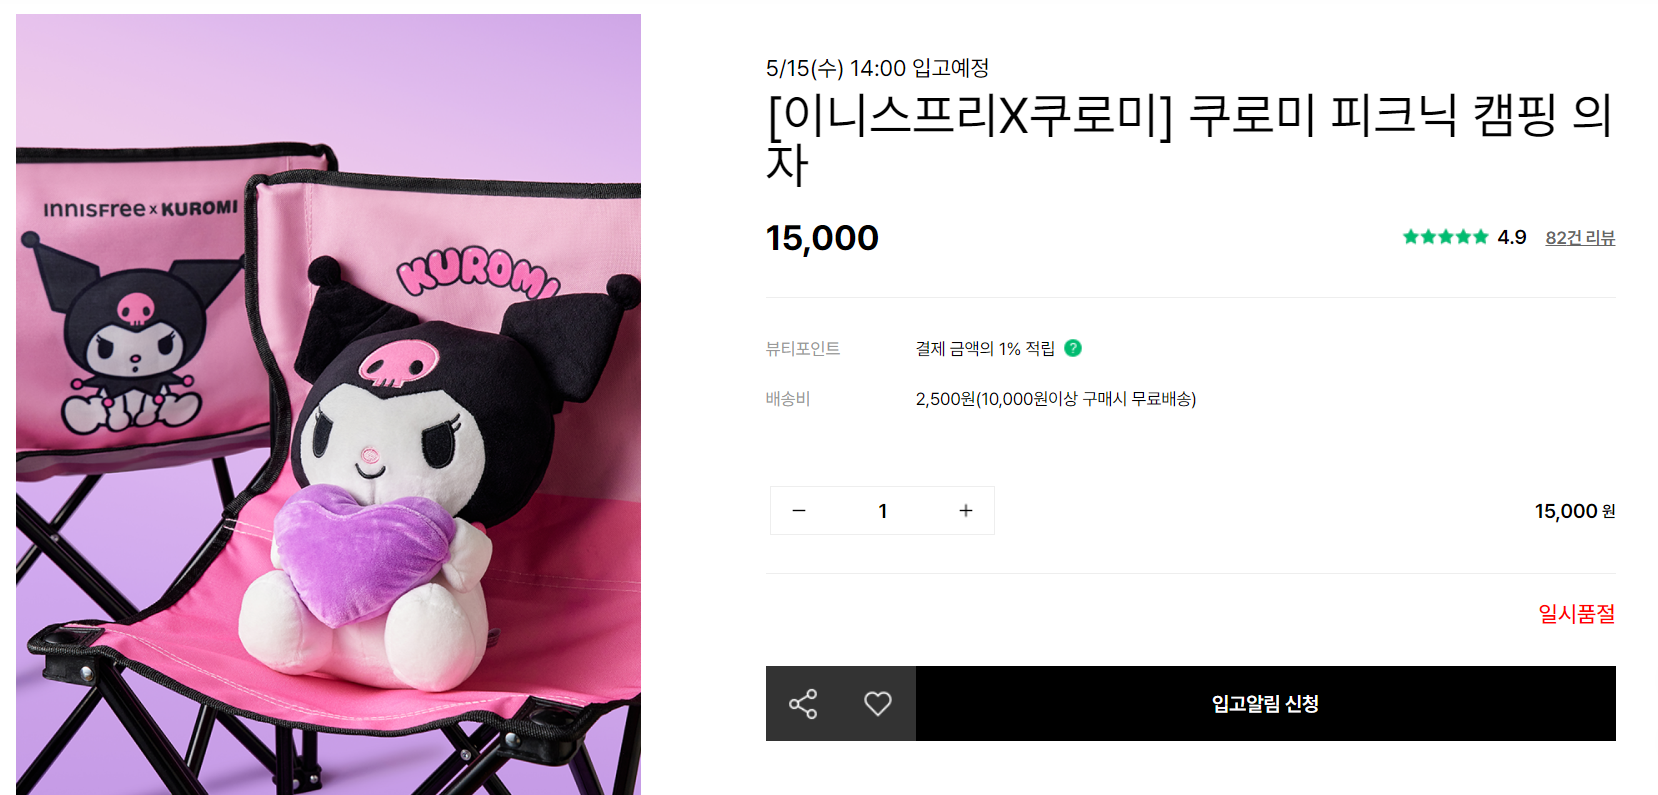 INNISFREE x KUROMI
KUROMI
5/15(수) 14:00 입고예정
[이니스프리X쿠로미] 쿠로미 피크닉 캠핑 의
자
15,000
4.9 82건 리뷰
뷰티포인트 결제 금액의 1% 적립 ?
배송비 2,500원(10,000원이상 구매시 무료배송)
− 1 + 15,000 원
일시품절
입고알림 신청